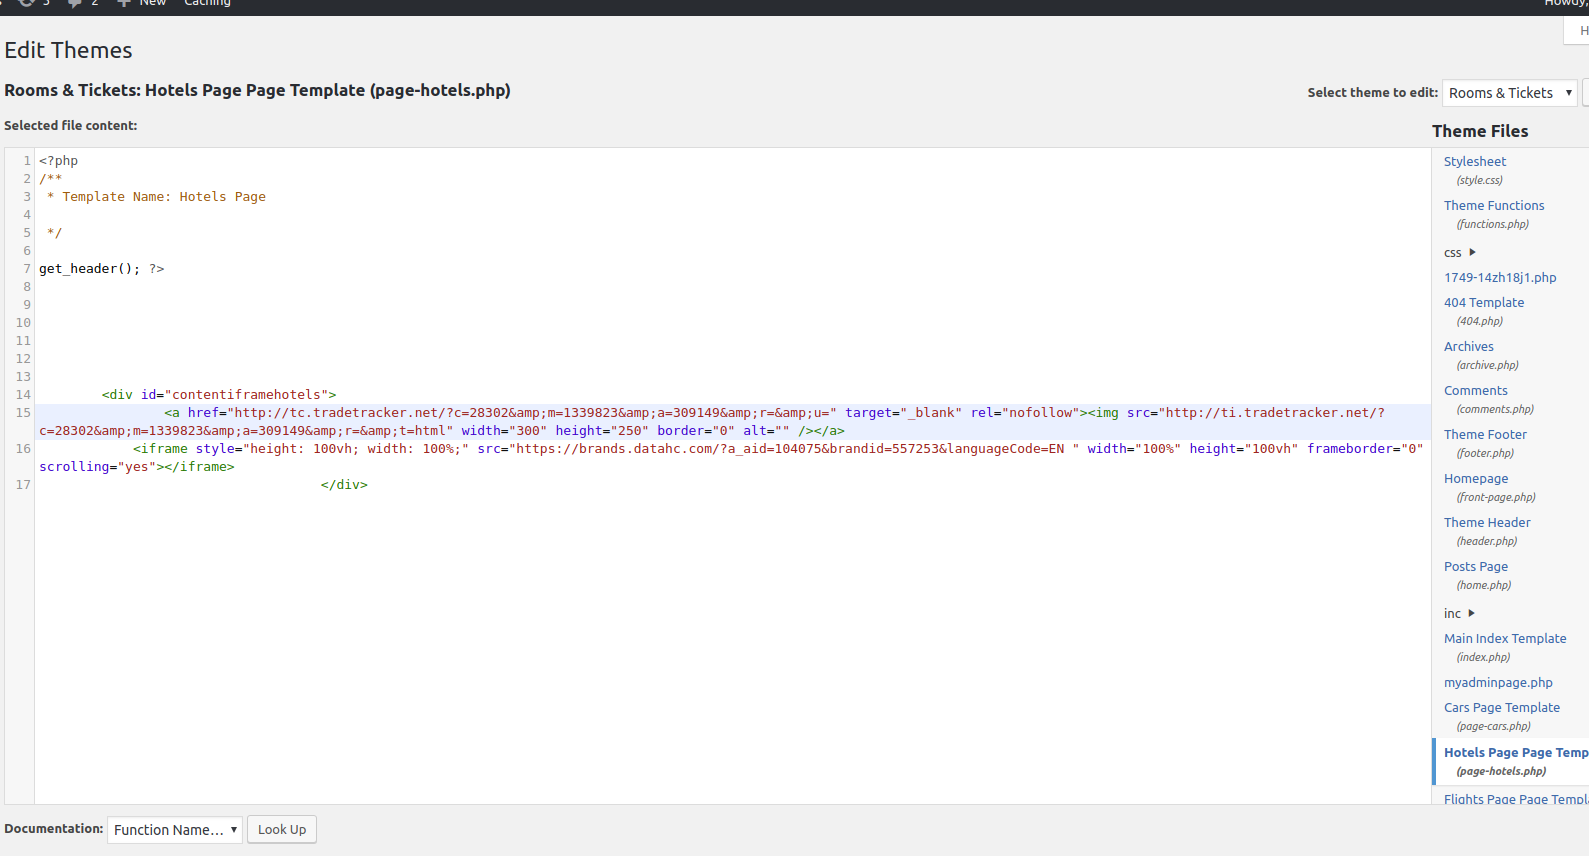 5 2 New Caching Howdy,
H
Edit Themes
Rooms & Tickets: Hotels Page Page Template (page-hotels.php)
Select theme to edit: Rooms & Tickets
Selected file content:
Theme Files
1 <?php
2 /**
3 * Template Name: Hotels Page
4
5 */
6
7 get_header(); ?>
8
9
10
11
12
13
14 <div id="contentiframehotels">
15 <a href="http://tc.tradetracker.net/?c=28302&amp;m=1339823&amp;a=309149&amp;r=&amp;u=" target="_blank" rel="nofollow"><img src="http://ti.tradetracker.net/?
c=28302&amp;m=1339823&amp;a=309149&amp;r=&amp;t=html" width="300" height="250" border="0" alt="" /></a>
16 <iframe style="height: 100vh; width: 100%;" src="https://brands.datahc.com/?a_aid=104075&brandid=557253&languageCode=EN " width="100%" height="100vh" frameborder="0"
scrolling="yes"></iframe>
17 </div>
Stylesheet
(style.css)
Theme Functions
(functions.php)
css
1749-14zh18j1.php
404 Template
(404.php)
Archives
(archive.php)
Comments
(comments.php)
Theme Footer
(footer.php)
Homepage
(front-page.php)
Theme Header
(header.php)
Posts Page
(home.php)
inc
Main Index Template
(index.php)
myadminpage.php
Cars Page Template
(page-cars.php)
Hotels Page Page Temp
(page-hotels.php)
Flights Page Page Templ
Documentation: Function Name... Look Up